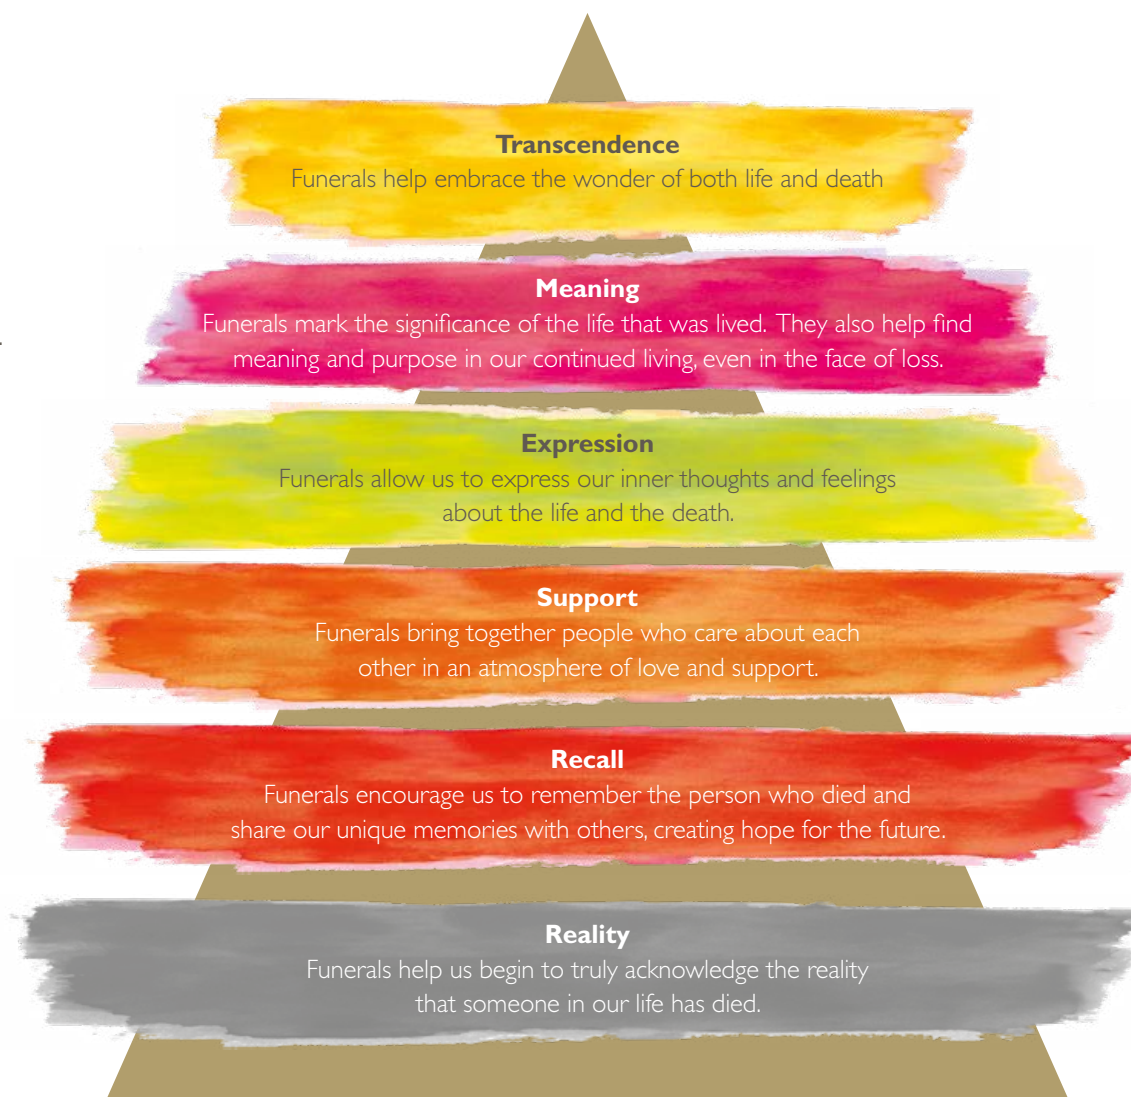 Transcendence
Funerals help embrace the wonder of both life and death
Meaning
Funerals mark the significance of the life that was lived. They also help find
meaning and purpose in our continued living, even in the face of loss.
Expression
Funerals allow us to express our inner thoughts and feelings
about the life and the death.
Support
Funerals bring together people who care about each
other in an atmosphere of love and support.
Recall
Funerals encourage us to remember the person who died and
share our unique memories with others, creating hope for the future.
Reality
Funerals help us begin to truly acknowledge the reality
that someone in our life has died.